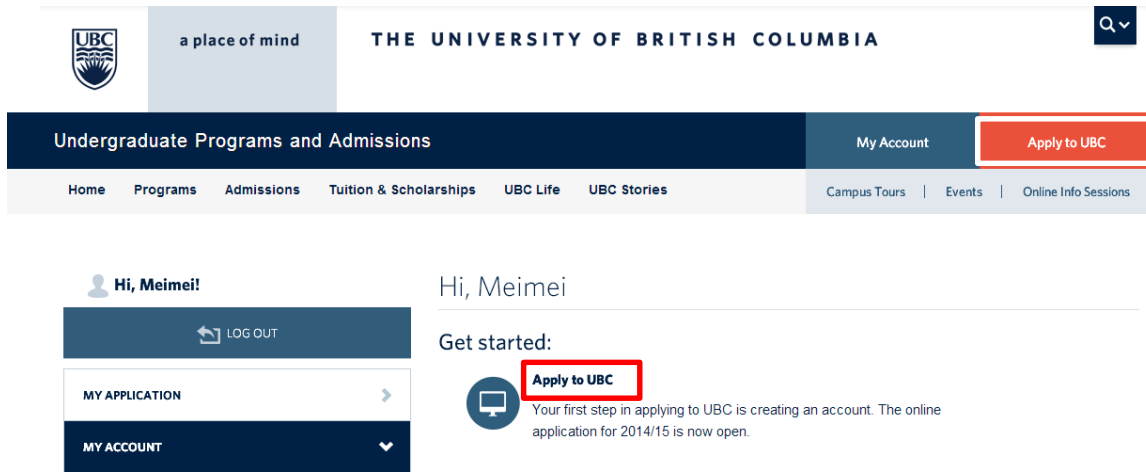 UBC
a place of mind
THE UNIVERSITY OF BRITISH COLUMBIA
Undergraduate Programs and Admissions
My Account
Apply to UBC
Home Programs Admissions Tuition & Scholarships UBC Life UBC Stories
Campus Tours | Events | Online Info Sessions
Hi, Meimei!
LOG OUT
MY APPLICATION
MY ACCOUNT
Hi, Meimei
Get started:
Apply to UBC
Your first step in applying to UBC is creating an account. The online
application for 2014/15 is now open.